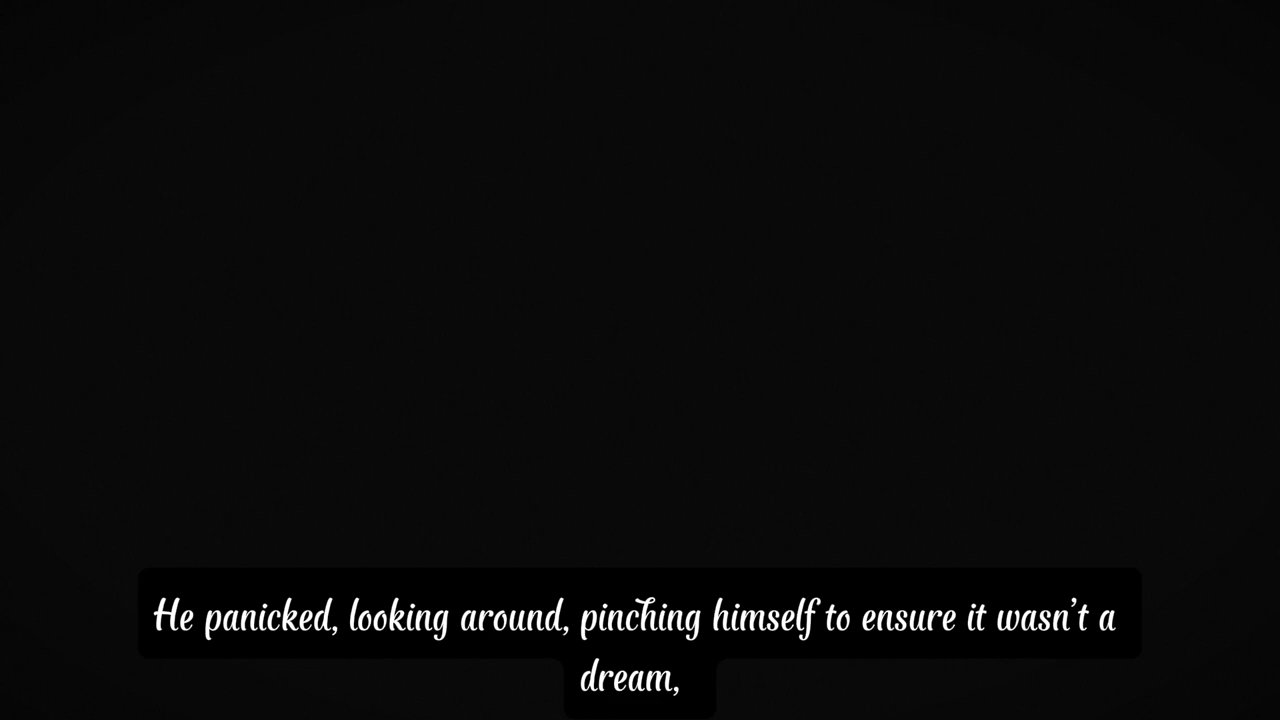 He panicked, looking around, pinching himself to ensure it wasn’t a
dream,